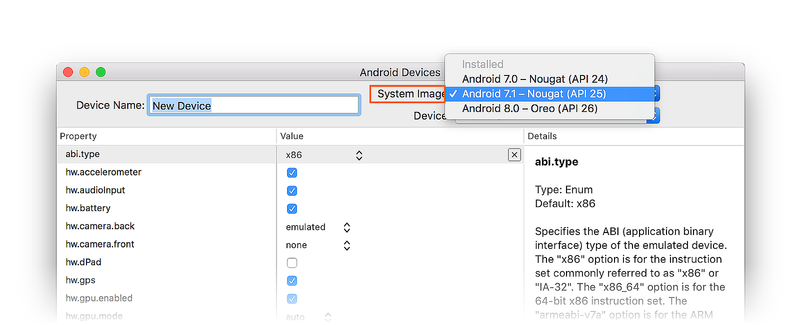 Android Devices
Installed
Android 7.0 – Nougat (API 24)
System Image
✓ Android 7.1 – Nougat (API 25)
Android 8.0 – Oreo (API 26)
Device Name: New Device
Device
Property Value Details
abi.type x86 abi.type
hw.accelerometer
hw.audioInput Type: Enum
hw.battery Default: x86
hw.camera.back emulated Specifies the ABI (application binary
hw.camera.front none interface) type of the emulated device.
hw.dPad The "x86" option is for the instruction
hw.gps set commonly referred to as "x86" or
"IA-32". The "x86_64" option is for the
hw.gpu.enabled 64-bit x86 instruction set. The
hw.gpu.mode auto "armeabi-v7a" option is for the ARM